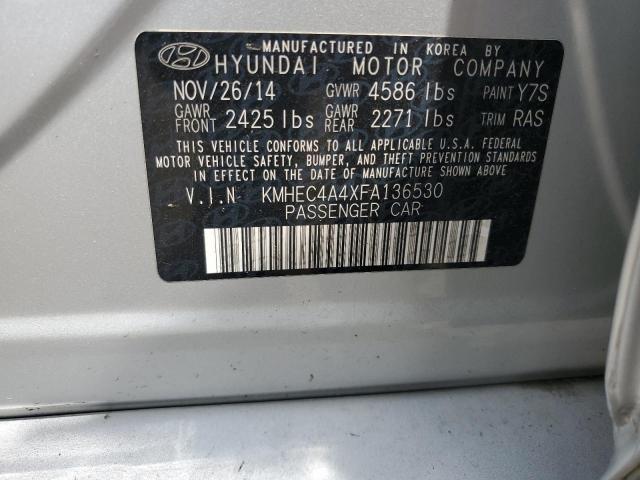 MANUFACTURED IN KOREA BY
HYUNDAI MOTOR COMPANY
NOV/26/14 GVWR 4586 lbs PAINT Y7S
GAWR FRONT 2425 lbs GAWR REAR 2271 lbs TRIM RAS
THIS VEHICLE CONFORMS TO ALL APPLICABLE U.S.A. FEDERAL
MOTOR VEHICLE SAFETY, BUMPER, AND THEFT PREVENTION STANDARDS
IN EFFECT ON THE DATE OF MANUFACTURE SHOWN ABOVE
V.I.N KMHEC4A4XFA136530
PASSENGER CAR